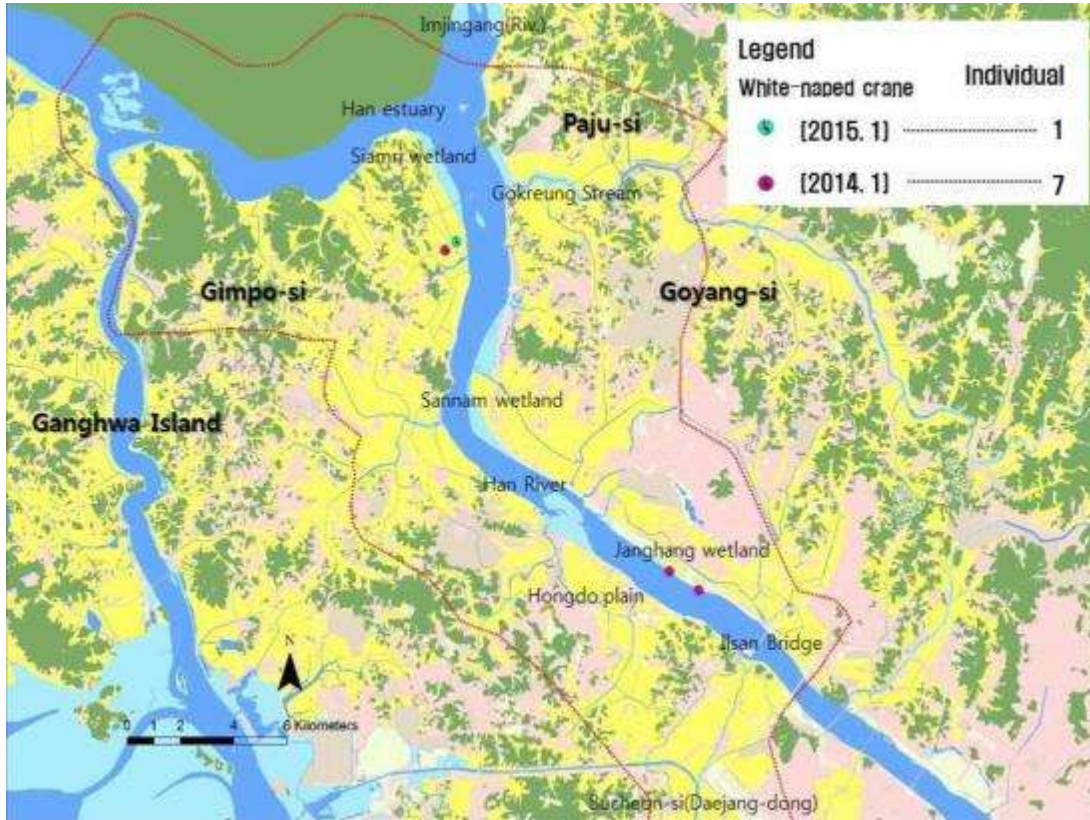 Imjingang(Riv.)
Legend
White-naped crane Individual
(2015. 1) 1
(2014. 1) 7
Han estuary
Paju-si
Siamri wetland
Gokreung Stream
Gimpo-si
Goyang-si
Sannam wetland
Ganghwa Island
Han River
Janghang wetland
Hongdo plain
Ilsan Bridge
N
0 1 2 4 6 Kilometers
Bucheon-si(Daejang-dong)